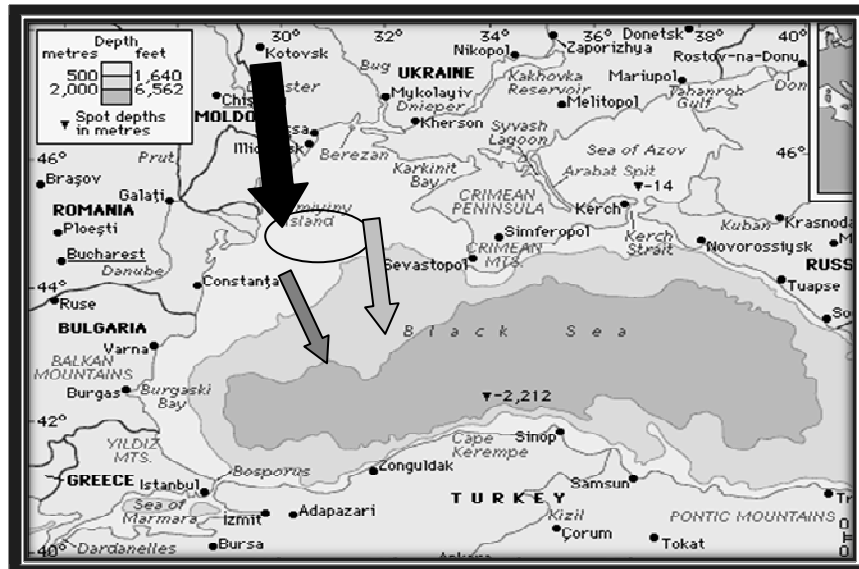 Depth
metres feet
500 1,640
2,000 6,562
Spot depths
in metres
30° 32° 34° 36° 38° 40°
Kotovsk
Bug
Nikopol
Zaporizhya
Donetsk
Rostov-na-Donu
UKRAINE
Kakhovka
Reservoir
Mariupol
Mykolayiv
Dnieper
Melitopol
Tahanroh
Gulf
Don
Kherson
Syvash
Lagoon
Berezan
Sea of Azov
46°
Prut
Karkinit
Bay
Arabat Spit
46°
-14
Braşov
Galaţi
CRIMEAN
PENINSULA
Kerch
ROMANIA
Island
Kuban
Ploeşti
Simferopol
Kerch
Strait
Novorossiysk
Bucharest
CRIMEAN
MTS.
Danube
Sevastopol
RUSS
Constanţa
Tuapse
44°
Ruse
So
BULGARIA
Black Sea
Varna
BALKAN
MOUNTAINS
Burgas
Burgaski
Bay
-2,212
42°
YILDIZ
MTS.
Cape
Kerempe
Sinop
Bosporus
Zonguldak
GREECE
Istanbul
Samsun
Sea of
Marmara
TURKEY
Tr
Izmit
Adapazari
Kizil
PONTIC MOUNTAINS
Çorum
40°
Dardanelles
Bursa
Tokat